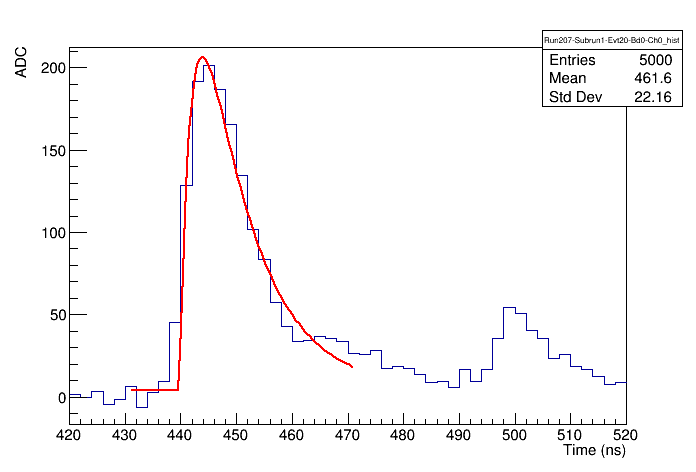 Run207-Subrun1-Evt20-Bd0-Ch0_hist
Entries 5000
Mean 461.6
Std Dev 22.16
ADC
200
150
100
50
0
420 430 440 450 460 470 480 490 500 510 520
Time (ns)